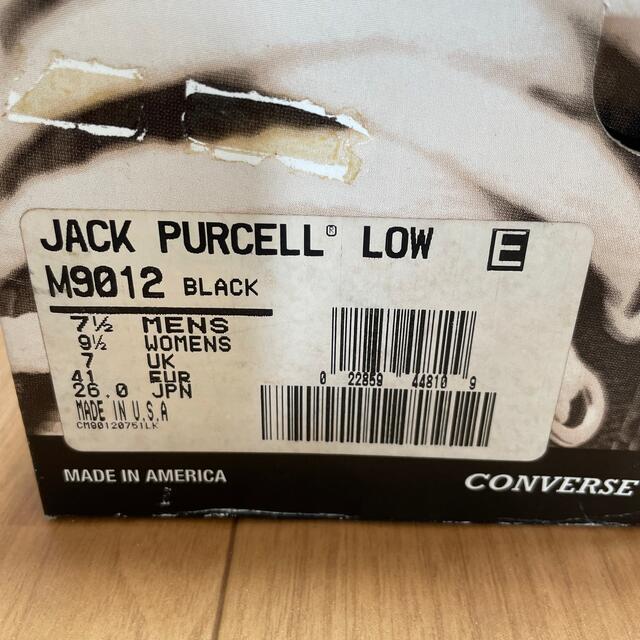 JACK PURCELL® LOW E
M9012 BLACK
7½ MENS
9½ WOMENS
7 UK
41 EUR
26.0 JPN
MADE IN U.S.A
CM90120751LK
0 22859 44810 9
MADE IN AMERICA
CONVERSE